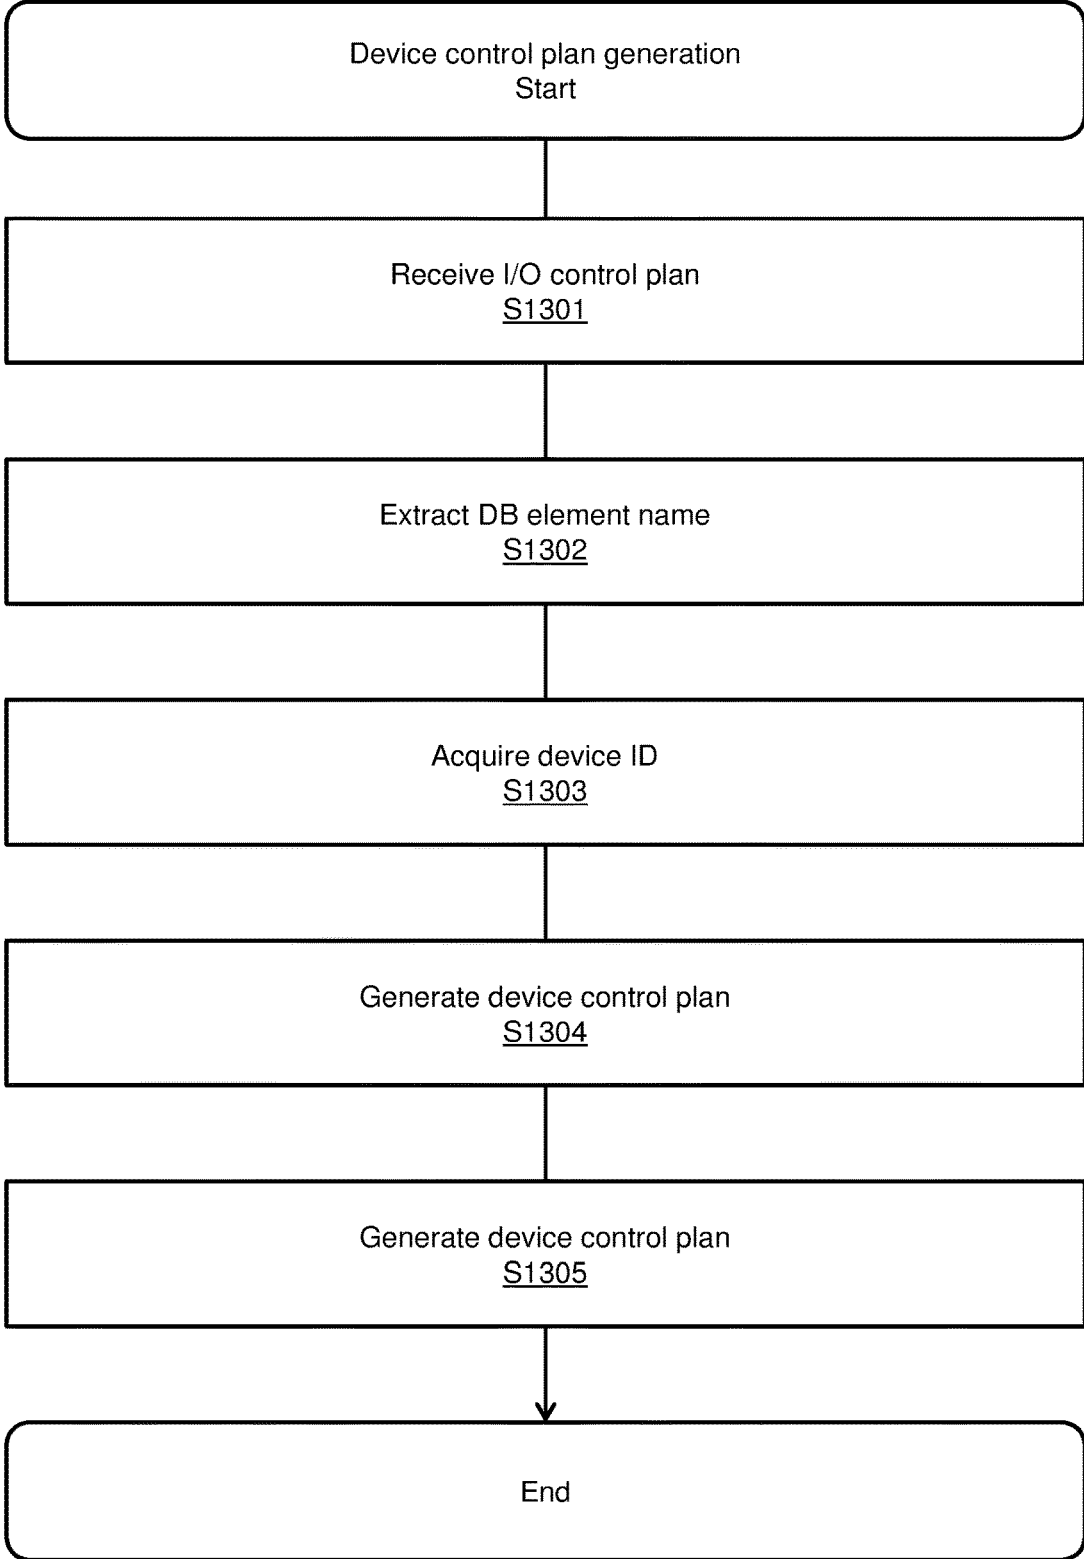 Device control plan generation
Start
Receive I/O control plan
S1301
Extract DB element name
S1302
Acquire device ID
S1303
Generate device control plan
S1304
Generate device control plan
S1305
End